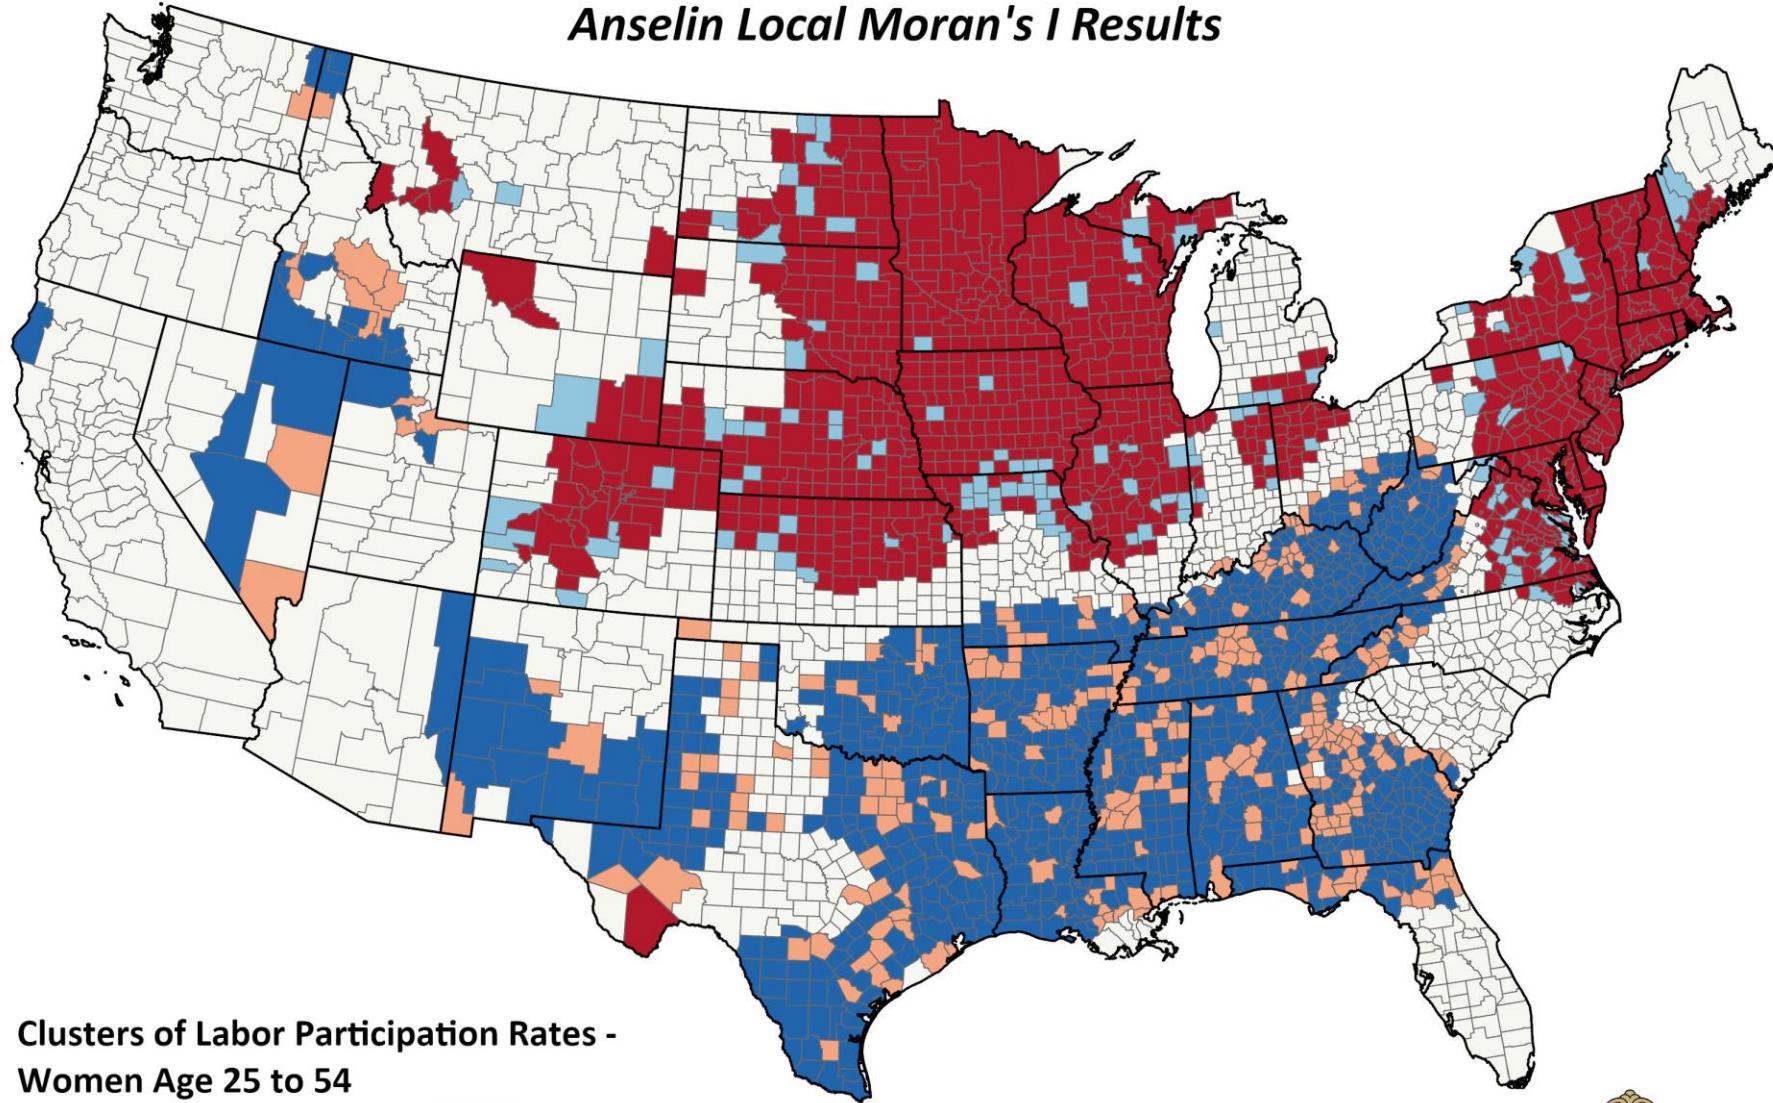 Anselin Local Moran's I Results
Clusters of Labor Participation Rates -
Women Age 25 to 54